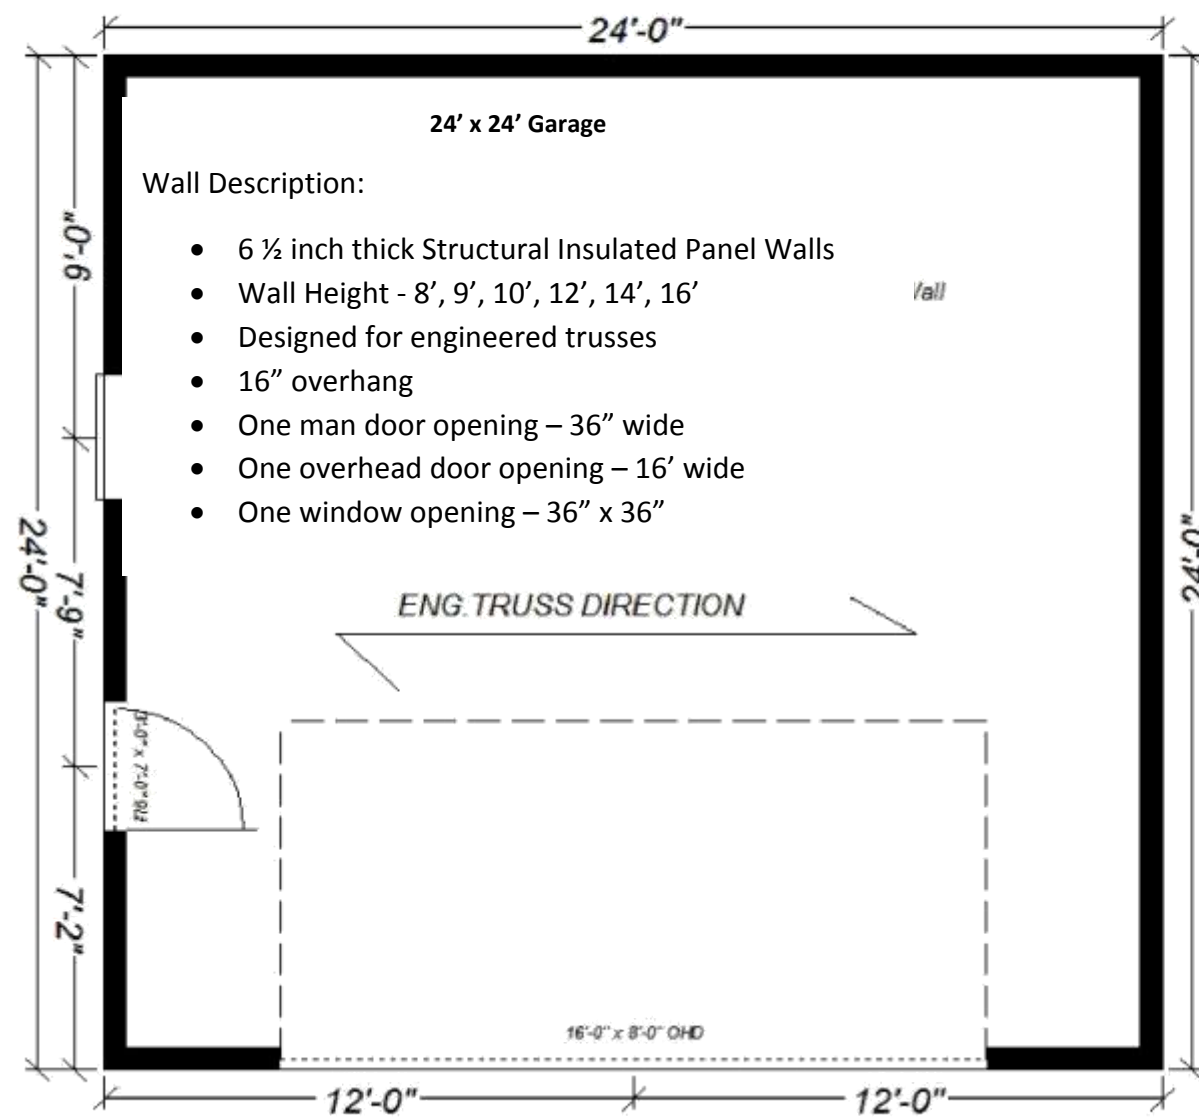 24'-0"
24’ x 24’ Garage
Wall Description:
• 6 ½ inch thick Structural Insulated Panel Walls
• Wall Height - 8’, 9’, 10’, 12’, 14’, 16’
• Designed for engineered trusses
• 16” overhang
• One man door opening – 36” wide
• One overhead door opening – 16’ wide
• One window opening – 36” x 36”
9'-0"
24'-0"
7'-9"
7'-2"
24'-0"
ENG.TRUSS DIRECTION
16'-0" x 8'-0" OHD
12'-0"
12'-0"